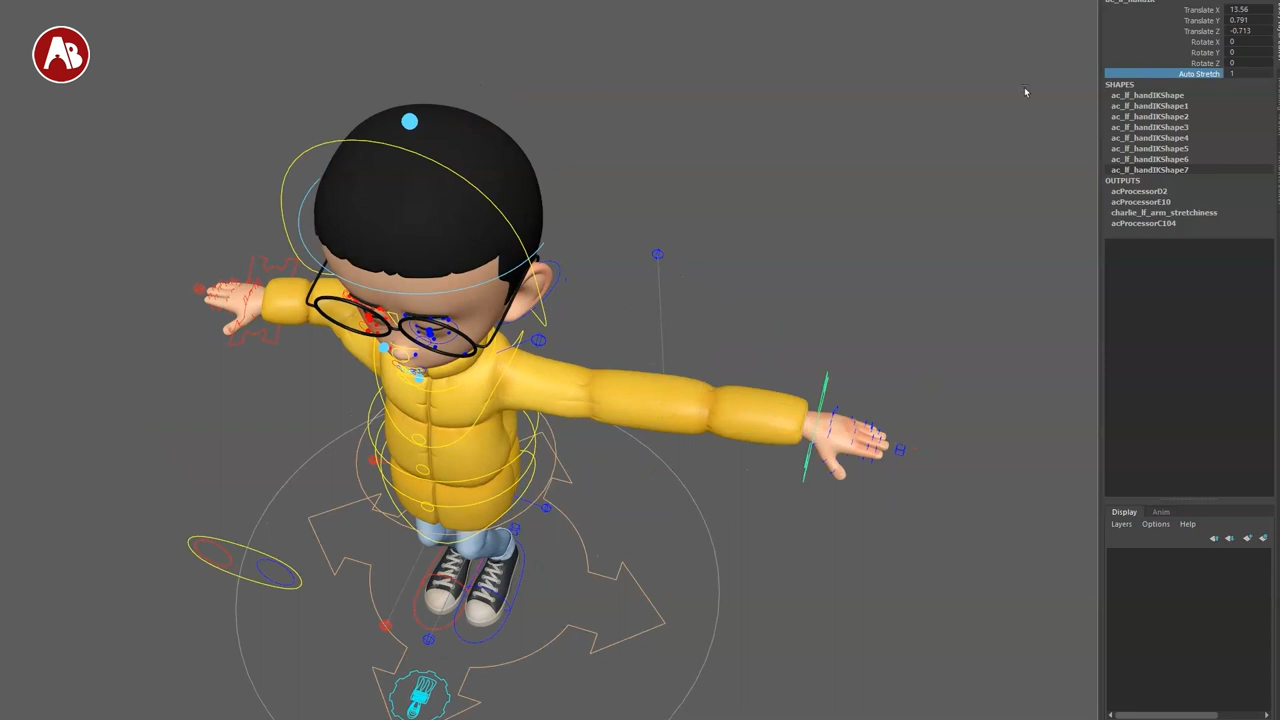 AB
Translate X 13.56
Translate Y 0.791
Translate Z -0.713
Rotate X 0
Rotate Y 0
Rotate Z 0
Auto Stretch 1
SHAPES
ac_lf_handIKShape
ac_lf_handIKShape1
ac_lf_handIKShape2
ac_lf_handIKShape3
ac_lf_handIKShape4
ac_lf_handIKShape5
ac_lf_handIKShape6
ac_lf_handIKShape7
OUTPUTS
acProcessorD2
acProcessorE10
charlie_lf_arm_stretchiness
acProcessorC104
Display Anim
Layers Options Help